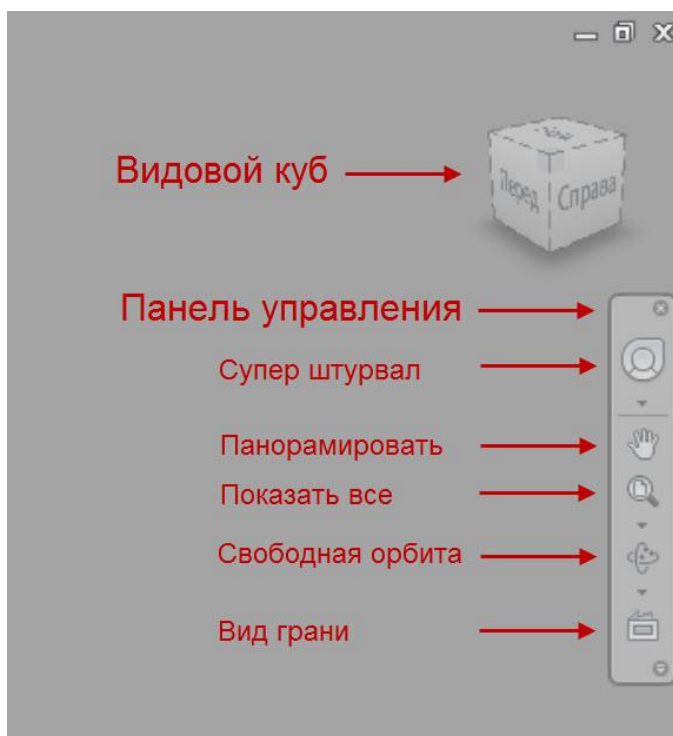 Видовой куб
Перед
Справа
Панель управления
Супер штурвал
Панорамировать
Показать все
Свободная орбита
Вид грани